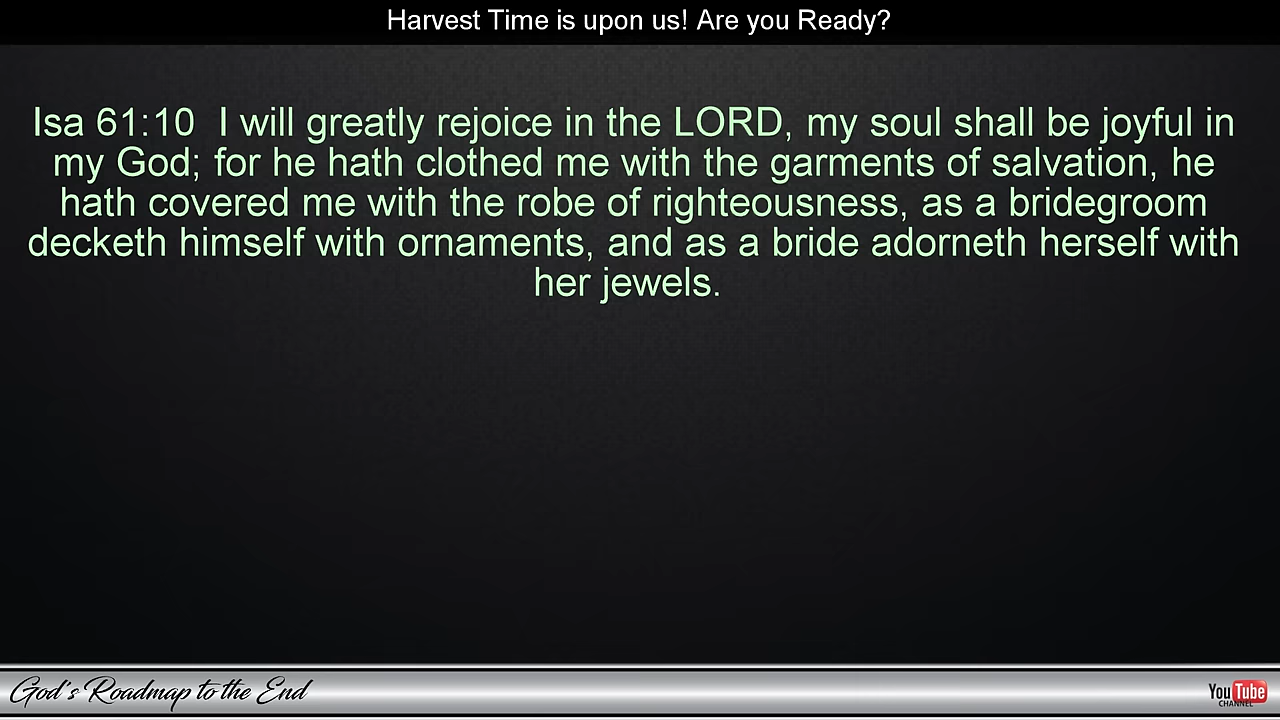 Harvest Time is upon us! Are you Ready?
Isa 61:10  I will greatly rejoice in the LORD, my soul shall be joyful in
my God; for he hath clothed me with the garments of salvation, he
hath covered me with the robe of righteousness, as a bridegroom
decketh himself with ornaments, and as a bride adorneth herself with
her jewels.
God's Roadmap to the End
YouTube
CHANNEL